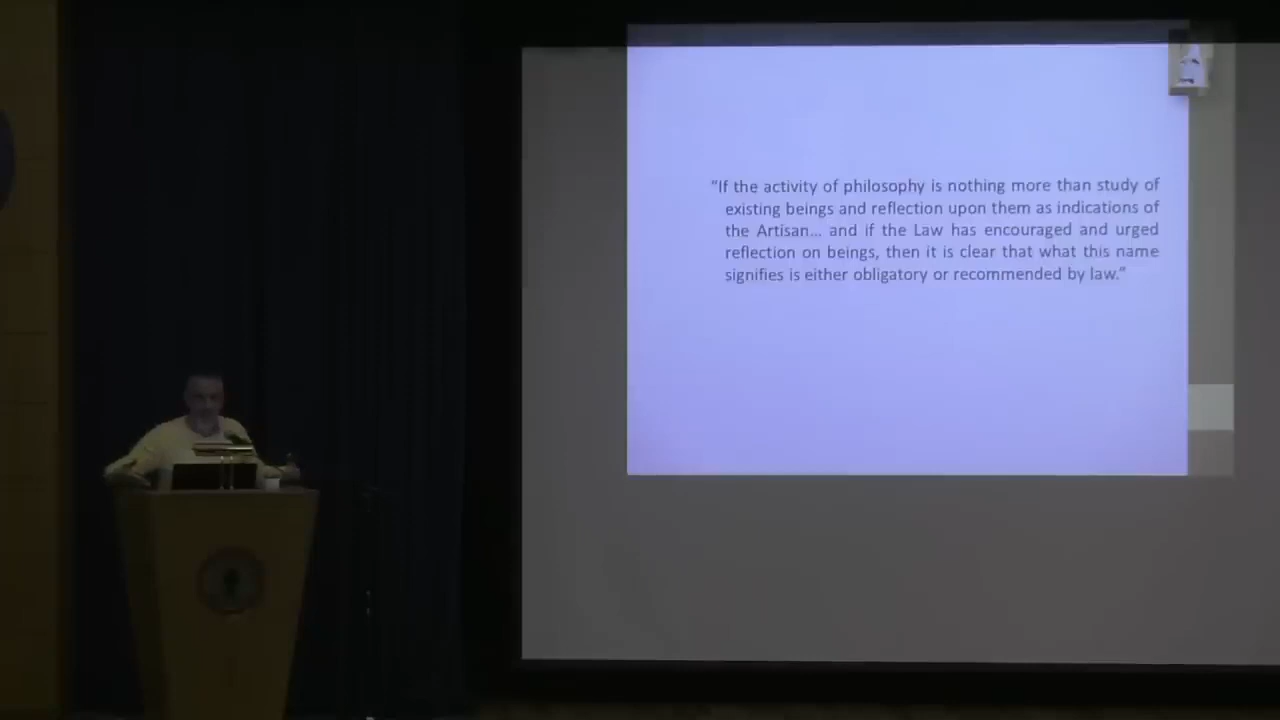 “If the activity of philosophy is nothing more than study of
existing beings and reflection upon them as indications of
the Artisan... and if the Law has encouraged and urged
reflection on beings, then it is clear that what this name
signifies is either obligatory or recommended by law.”